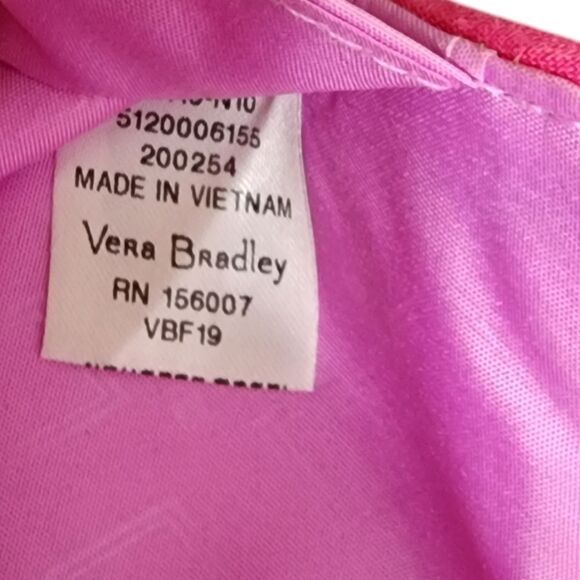 5120006155
200254
MADE IN VIETNAM
Vera Bradley
RN 156007
VBF19